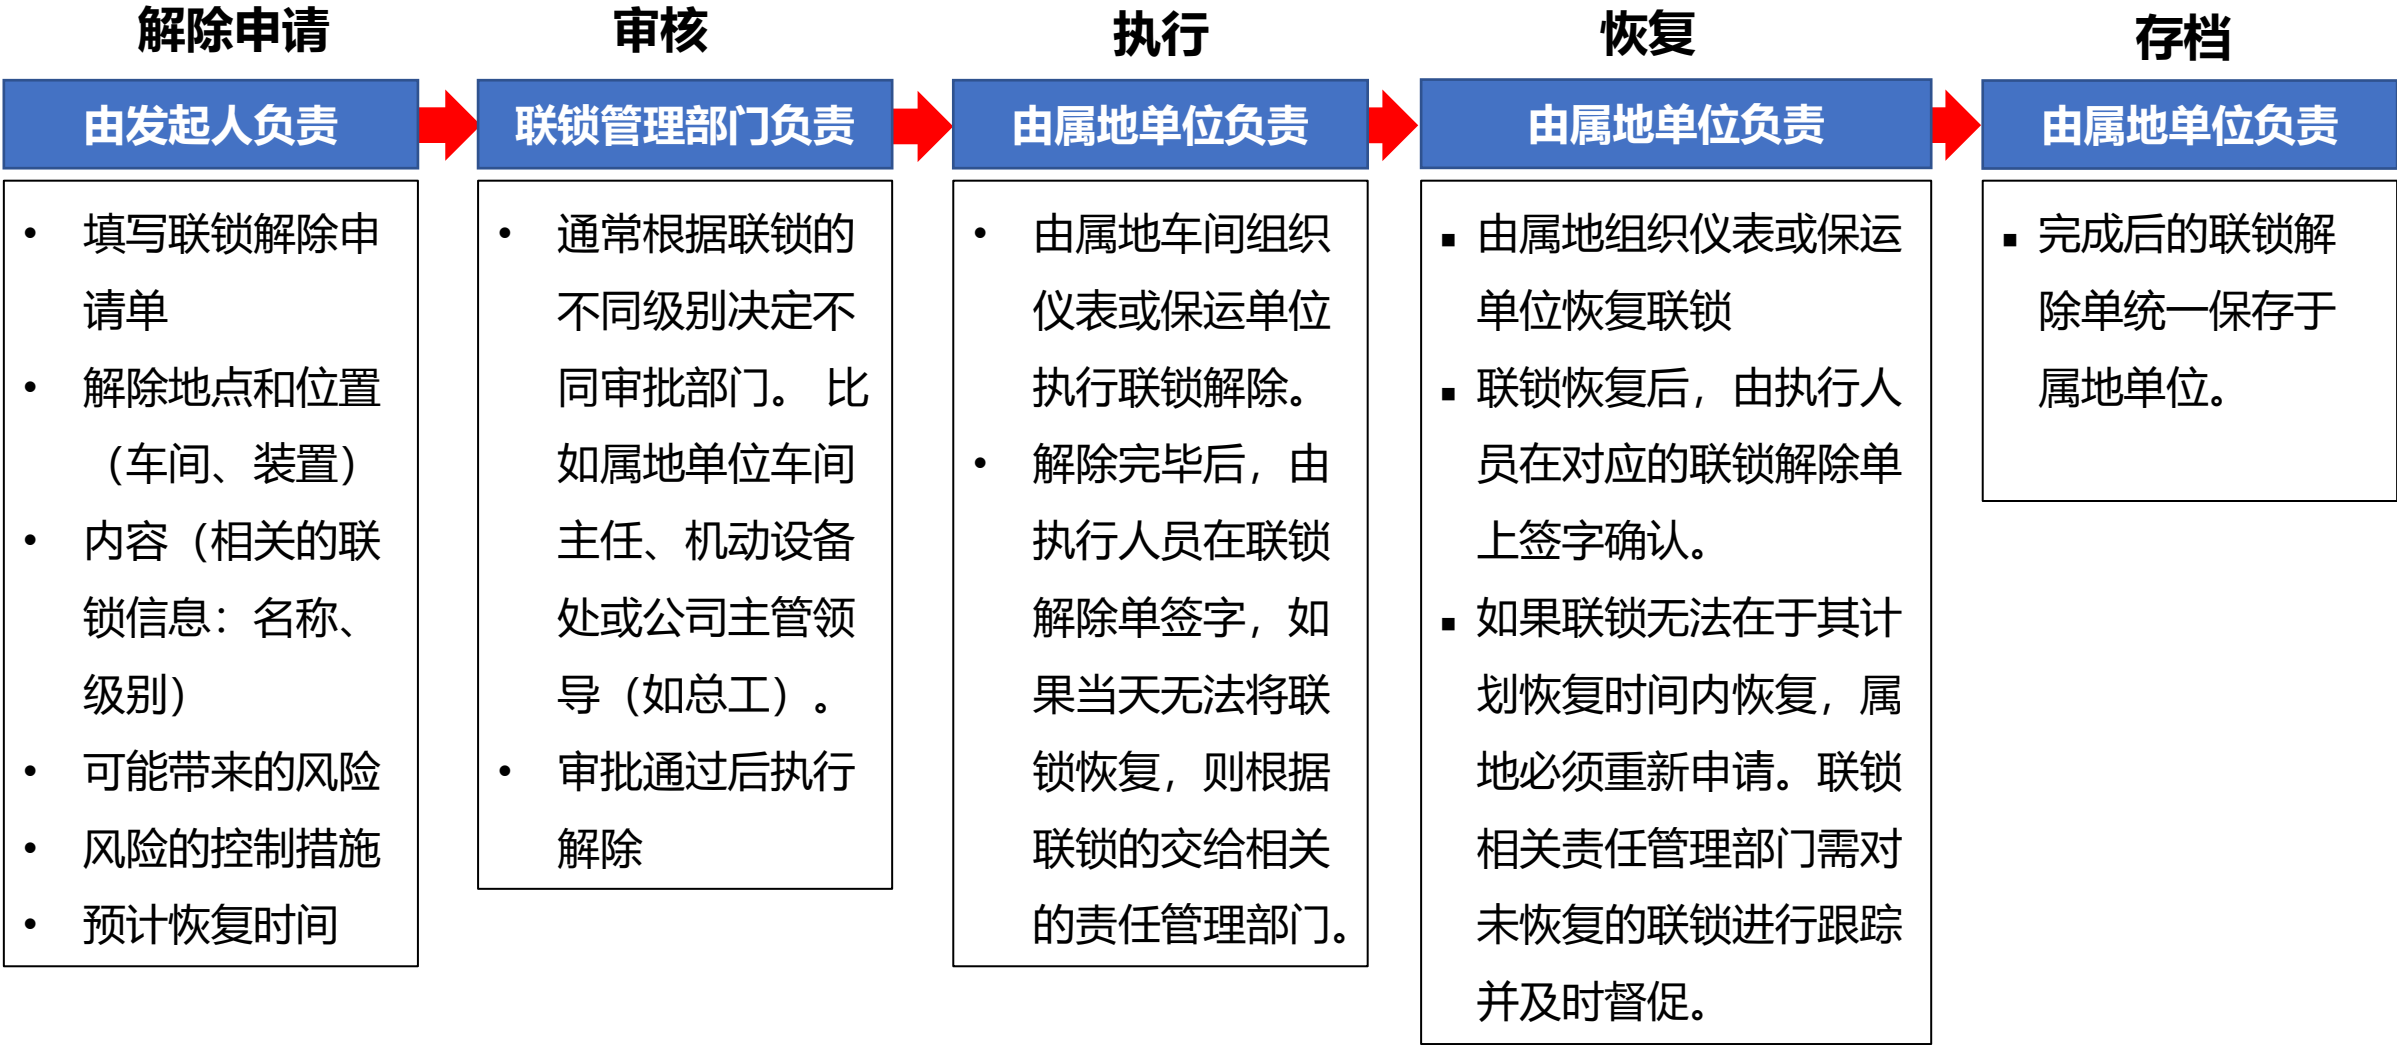 解除申请
由发起人负责
• 填写联锁解除申
请单
• 解除地点和位置
（车间、装置）
• 内容（相关的联
锁信息：名称、
级别）
• 可能带来的风险
• 风险的控制措施
• 预计恢复时间
审核
联锁管理部门负责
• 通常根据联锁的
不同级别决定不
同审批部门。 比
如属地单位车间
主任、机动设备
处或公司主管领
导（如总工）。
• 审批通过后执行
解除
执行
由属地单位负责
• 由属地车间组织
仪表或保运单位
执行联锁解除。
• 解除完毕后，由
执行人员在联锁
解除单签字，如
果当天无法将联
锁恢复，则根据
联锁的交给相关
的责任管理部门。
恢复
由属地单位负责
▪ 由属地组织仪表或保运
单位恢复联锁
▪ 联锁恢复后，由执行人
员在对应的联锁解除单
上签字确认。
▪ 如果联锁无法在于其计
划恢复时间内恢复，属
地必须重新申请。联锁
相关责任管理部门需对
未恢复的联锁进行跟踪
并及时督促。
存档
由属地单位负责
▪ 完成后的联锁解
除单统一保存于
属地单位。